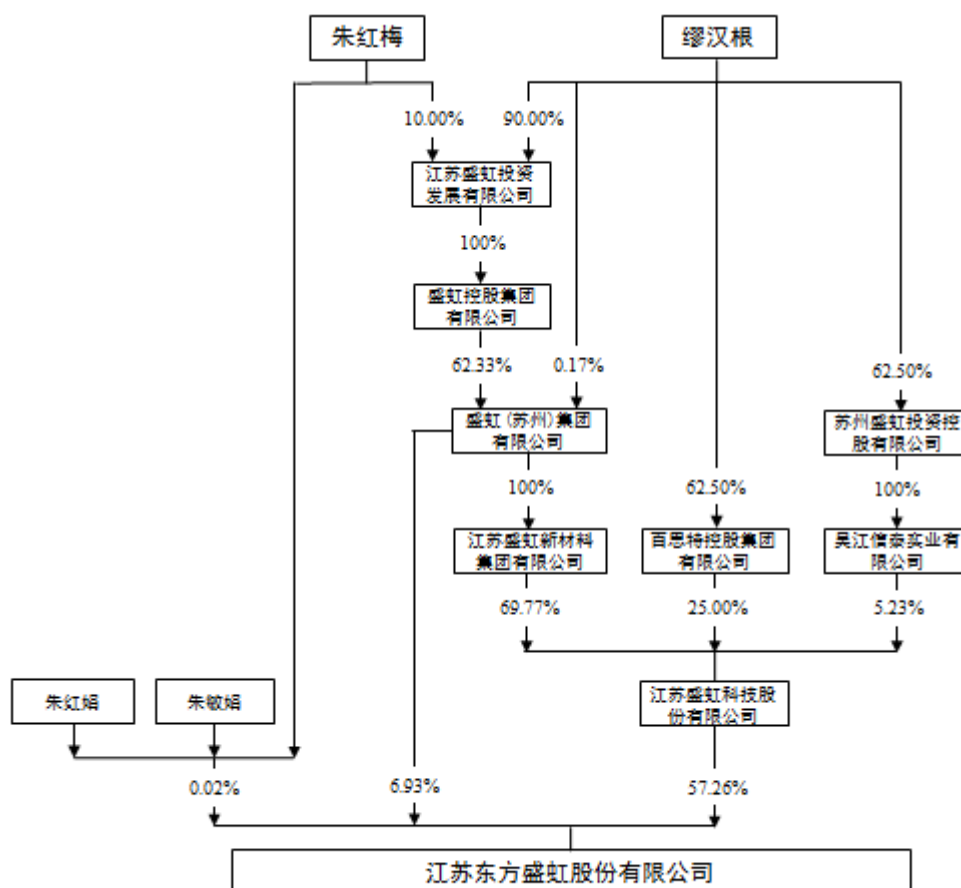 朱红梅
缪汉根
10.00%
90.00%
江苏盛虹投资
发展有限公司
100%
盛虹控股集团
有限公司
62.33%
0.17%
62.50%
盛虹(苏州)集团
有限公司
苏州盛虹投资控
股有限公司
100%
62.50%
100%
江苏盛虹新材料
集团有限公司
百思特控股集团
有限公司
吴江信泰实业有
限公司
69.77%
25.00%
5.23%
朱红娟
朱敏娟
江苏盛虹科技股
份有限公司
0.02%
6.93%
57.26%
江苏东方盛虹股份有限公司